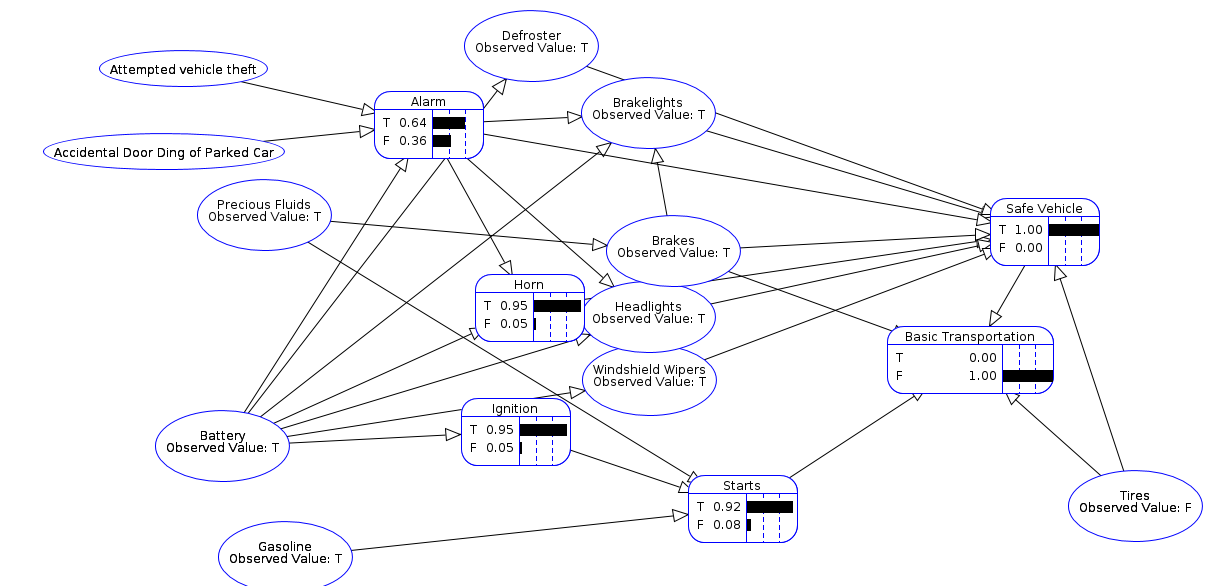 Defroster
Observed Value: T
Attempted vehicle theft
Alarm
T 0.64
F 0.36
Brakelights
Observed Value: T
Accidental Door Ding of Parked Car
Precious Fluids
Observed Value: T
Safe Vehicle
T 1.00
F 0.00
Brakes
Observed Value: T
Horn
T 0.95
F 0.05
Headlights
Observed Value: T
Basic Transportation
T 0.00
F 1.00
Windshield Wipers
Observed Value: T
Ignition
T 0.95
F 0.05
Battery
Observed Value: T
Starts
T 0.92
F 0.08
Tires
Observed Value: F
Gasoline
Observed Value: T